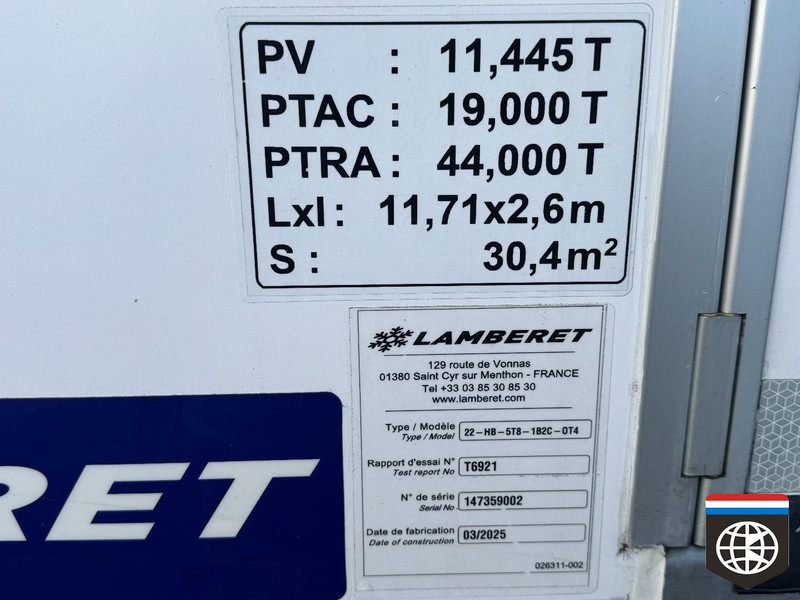 PV : 11,445 T
PTAC : 19,000 T
PTRA : 44,000 T
Lxl : 11,71x2,6m
S : 30,4m²
LAMBERET
129 route de Vonnas
01380 Saint Cyr sur Menthon - FRANCE
Tel +33 03 85 30 85 30
www.lamberet.com
Type / Modèle
Type / Model
22-HB-5T8-1B2C-0T4
Rapport d'essai N°
Test report No
T6921
N° de série
Serial No
147359002
Date de fabrication
Date of construction
03/2025
026311-002
RET